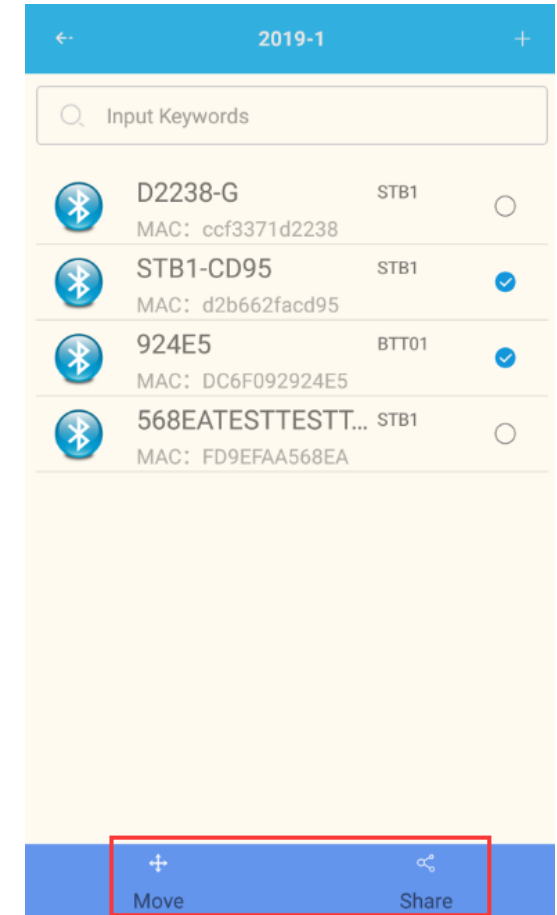 2019-1
Input Keywords
D2238-G STB1
MAC: ccf3371d2238
STB1-CD95 STB1
MAC: d2b662facd95
924E5 BTT01
MAC: DC6F092924E5
568EATESTTESTT... STB1
MAC: FD9EFAA568EA
Move Share